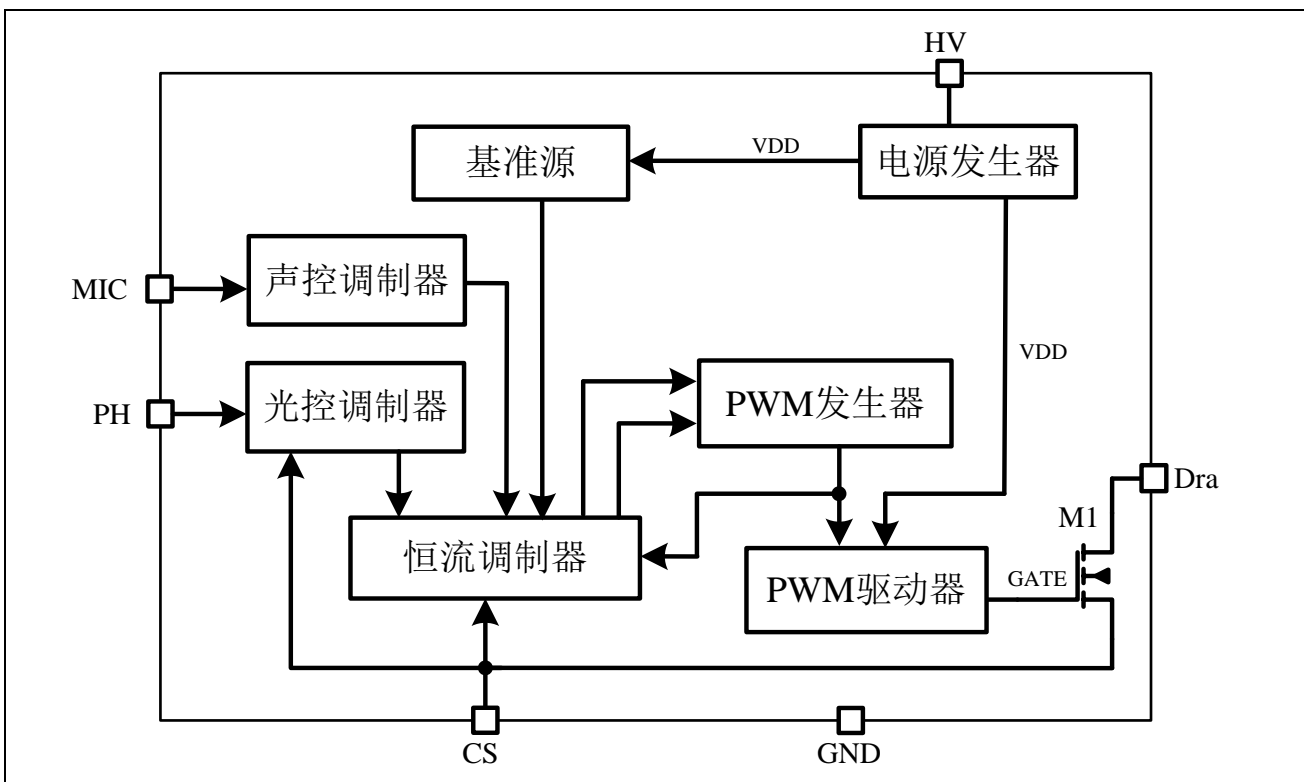 HV
基准源
VDD
电源发生器
声控调制器
MIC
VDD
PH
光控调制器
PWM发生器
Dra
M1
恒流调制器
PWM驱动器
GATE
CS
GND